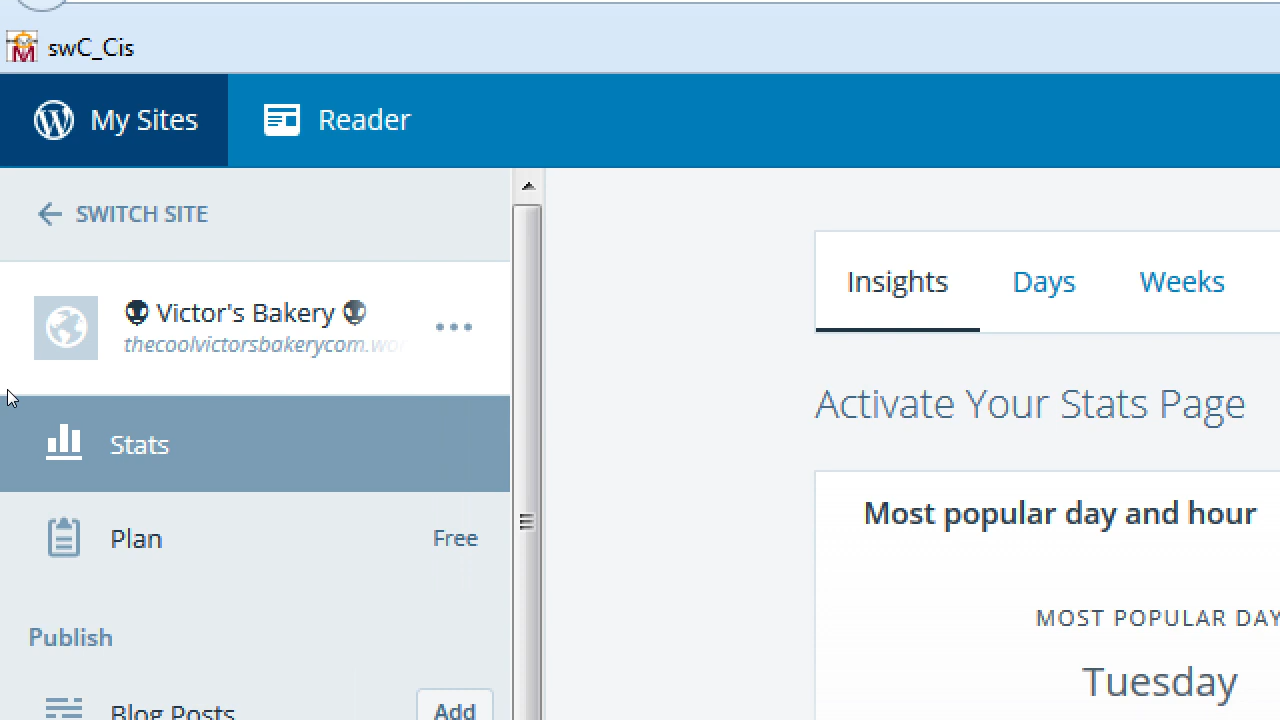 swC_Cis
My Sites
Reader
SWITCH SITE
Victor's Bakery
thecoolvictorsbakerycom.wo
Insights
Days
Weeks
Activate Your Stats Page
Stats
Plan
Free
Most popular day and hour
MOST POPULAR DAY
Tuesday
Publish
Blog Posts
Add